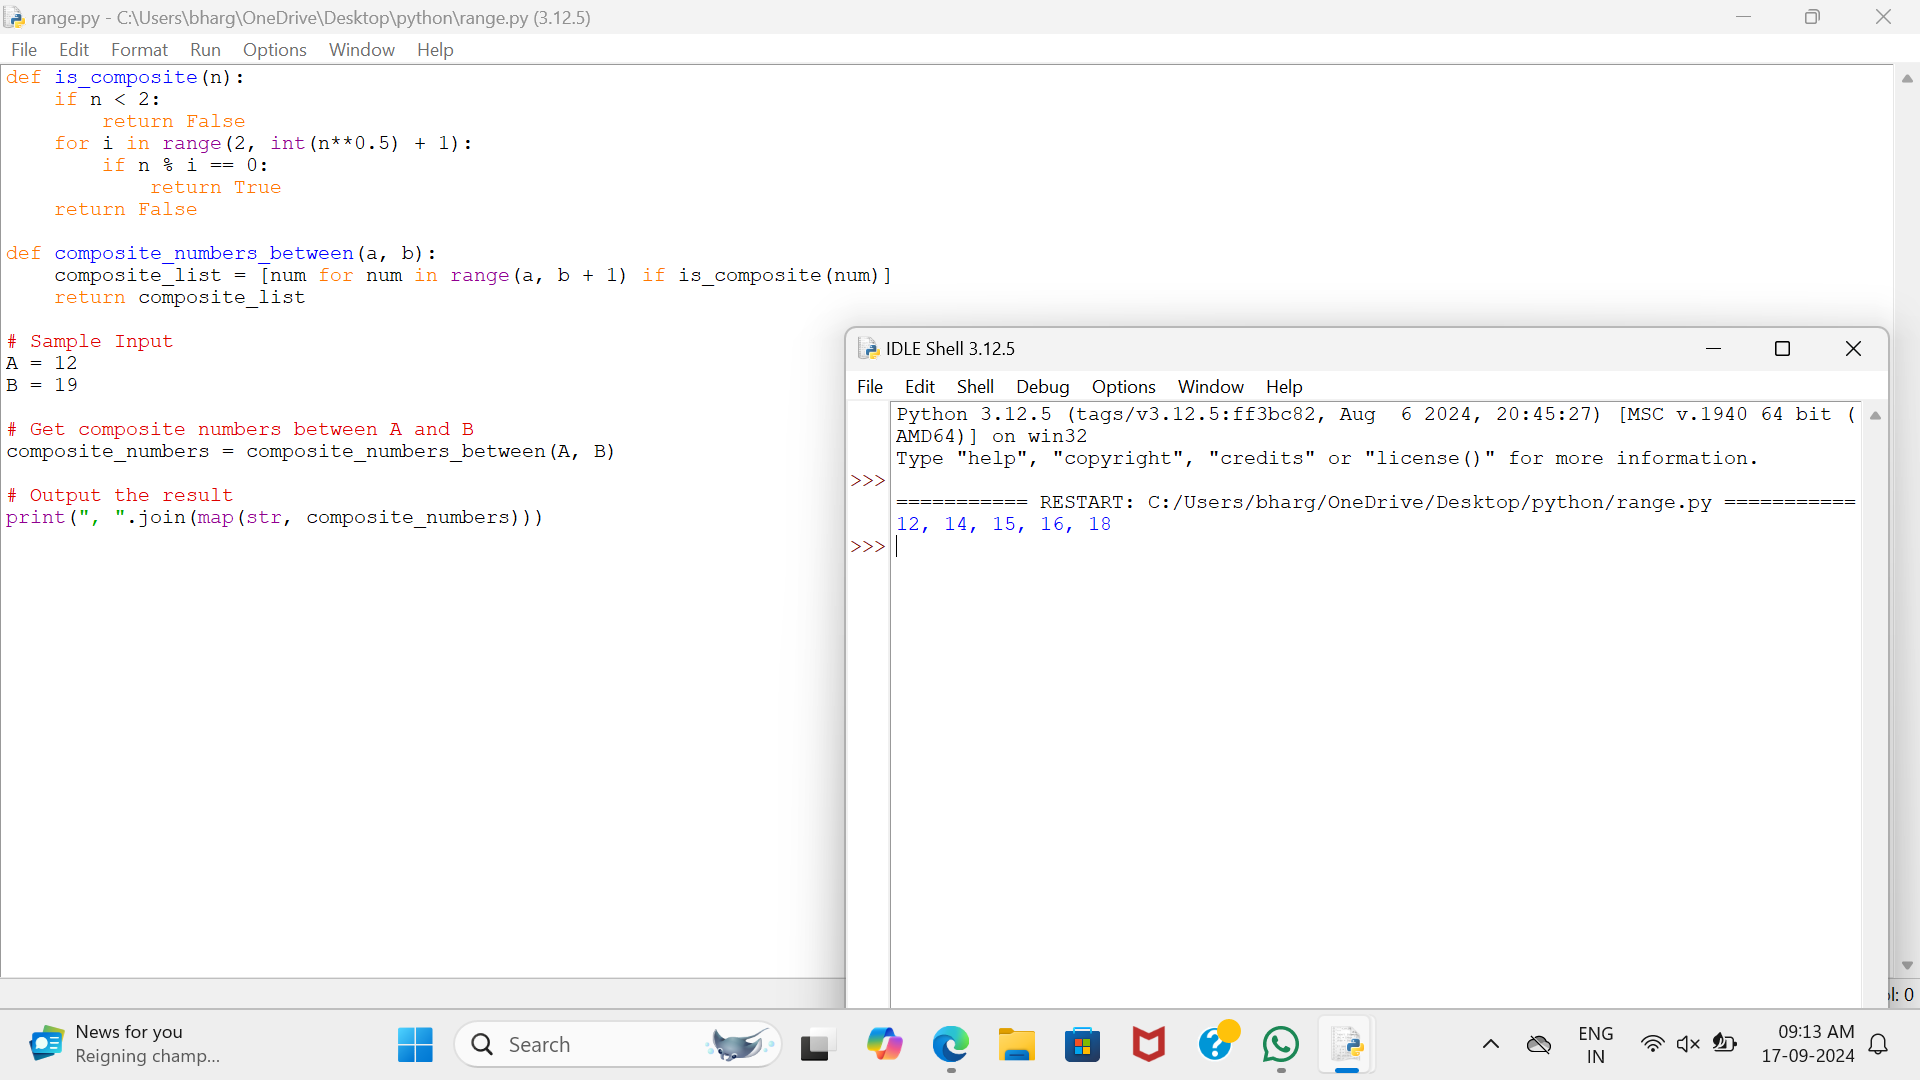 range.py - C:\Users\bharg\OneDrive\Desktop\python\range.py (3.12.5)
File Edit Format Run Options Window Help
def is_composite(n):
    if n < 2:
        return False
    for i in range(2, int(n**0.5) + 1):
        if n % i == 0:
            return True
    return False

def composite_numbers_between(a, b):
    composite_list = [num for num in range(a, b + 1) if is_composite(num)]
    return composite_list

# Sample Input
A = 12
B = 19

# Get composite numbers between A and B
composite_numbers = composite_numbers_between(A, B)

# Output the result
print(", ".join(map(str, composite_numbers)))
IDLE Shell 3.12.5
File Edit Shell Debug Options Window Help
Python 3.12.5 (tags/v3.12.5:ff3bc82, Aug  6 2024, 20:45:27) [MSC v.1940 64 bit (
AMD64)] on win32
Type "help", "copyright", "credits" or "license()" for more information.
>>>
=========== RESTART: C:/Users/bharg/OneDrive/Desktop/python/range.py ===========
12, 14, 15, 16, 18
>>>
l: 0
News for you
Reigning champ...
Search
ENG
IN
09:13 AM
17-09-2024